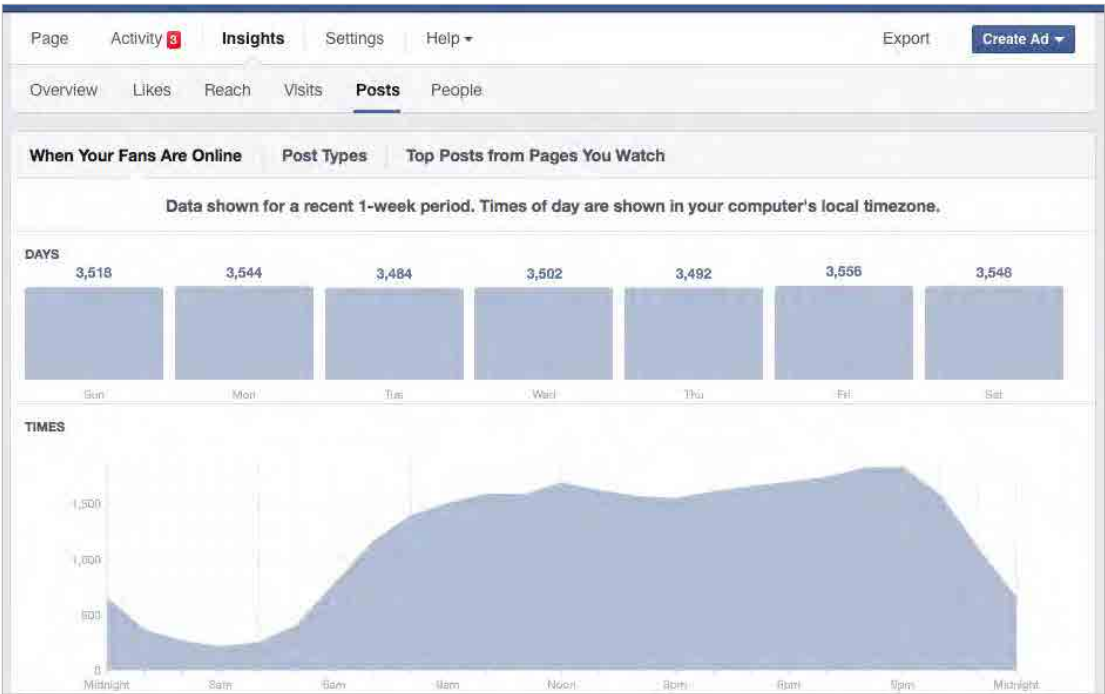 Page Activity 3 Insights Settings Help Export Create Ad
Overview Likes Reach Visits Posts People
When Your Fans Are Online Post Types Top Posts from Pages You Watch
Data shown for a recent 1-week period. Times of day are shown in your computer's local timezone.
DAYS
3,518 3,544 3,484 3,502 3,492 3,556 3,548
Sun Mon Tue Wed Thu Fri Sat
TIMES
1,500
1,000
500
0
Midnight 3am 6am 9am Noon 3pm 6pm 9pm Midnight